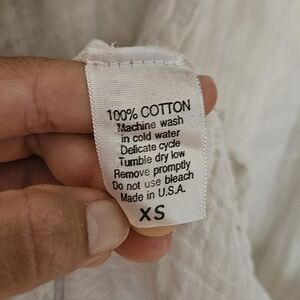 100% COTTON
Machine wash
in cold water
Delicate cycle
Tumble dry low
Remove promptly
Do not use bleach
Made in U.S.A.
XS